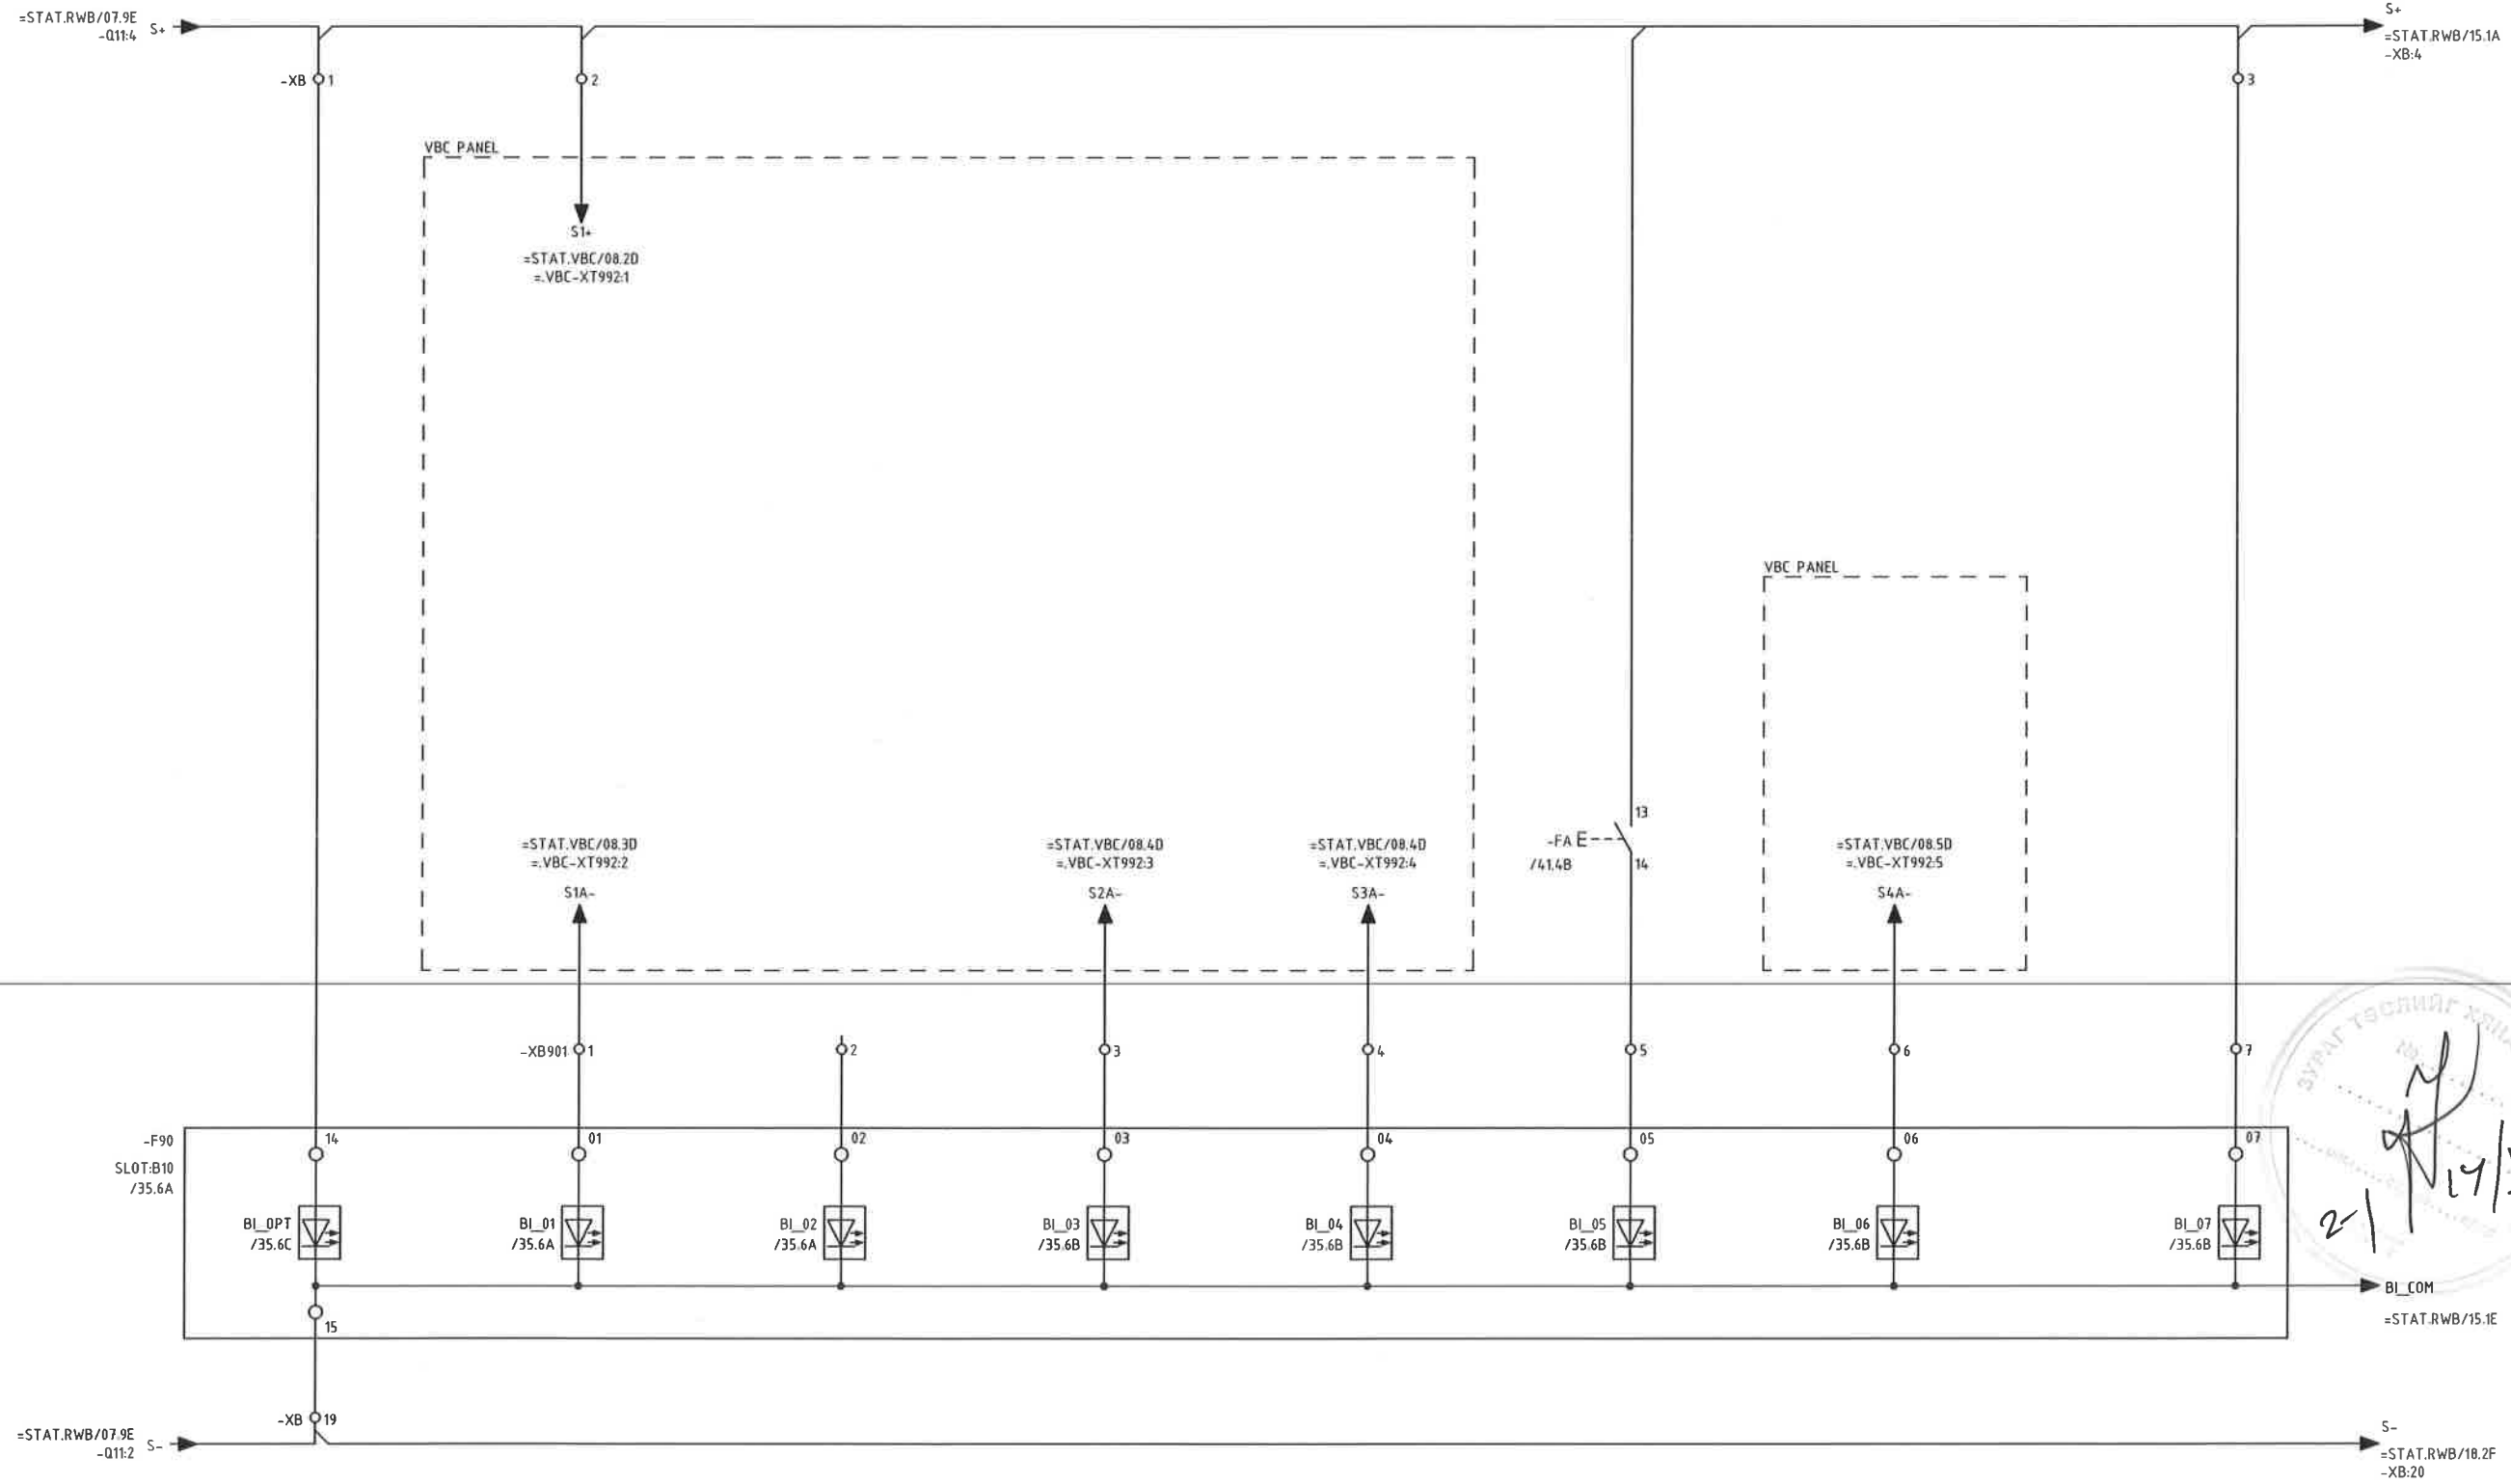 =STAT.RWB/07.9E
-Q11:4
S+
S+
=STAT.RWB/15.1A
-XB:4
-XB
1
2
3
VBC PANEL
S1+
=STAT.VBC/08.2D
=.VBC-XT992:1
VBC PANEL
=STAT.VBC/08.3D
=.VBC-XT992:2
S1A-
=STAT.VBC/08.4D
=.VBC-XT992:3
S2A-
=STAT.VBC/08.4D
=.VBC-XT992:4
S3A-
13
-FA
/41.4B
14
=STAT.VBC/08.5D
=.VBC-XT992:5
S4A-
ЗУРАГ ТӨСЛИЙГ
-XB901
1
2
3
4
5
6
7
-F90
SLOT:B10
/35.6A
14
01
02
03
04
05
06
07
BI_OPT
/35.6C
BI_01
/35.6A
BI_02
/35.6A
BI_03
/35.6B
BI_04
/35.6B
BI_05
/35.6B
BI_06
/35.6B
BI_07
/35.6B
BI_COM
=STAT.RWB/15.1E
15
-XB
19
=STAT.RWB/07.9E
-Q11:2
S-
S-
=STAT.RWB/18.2F
-XB:20